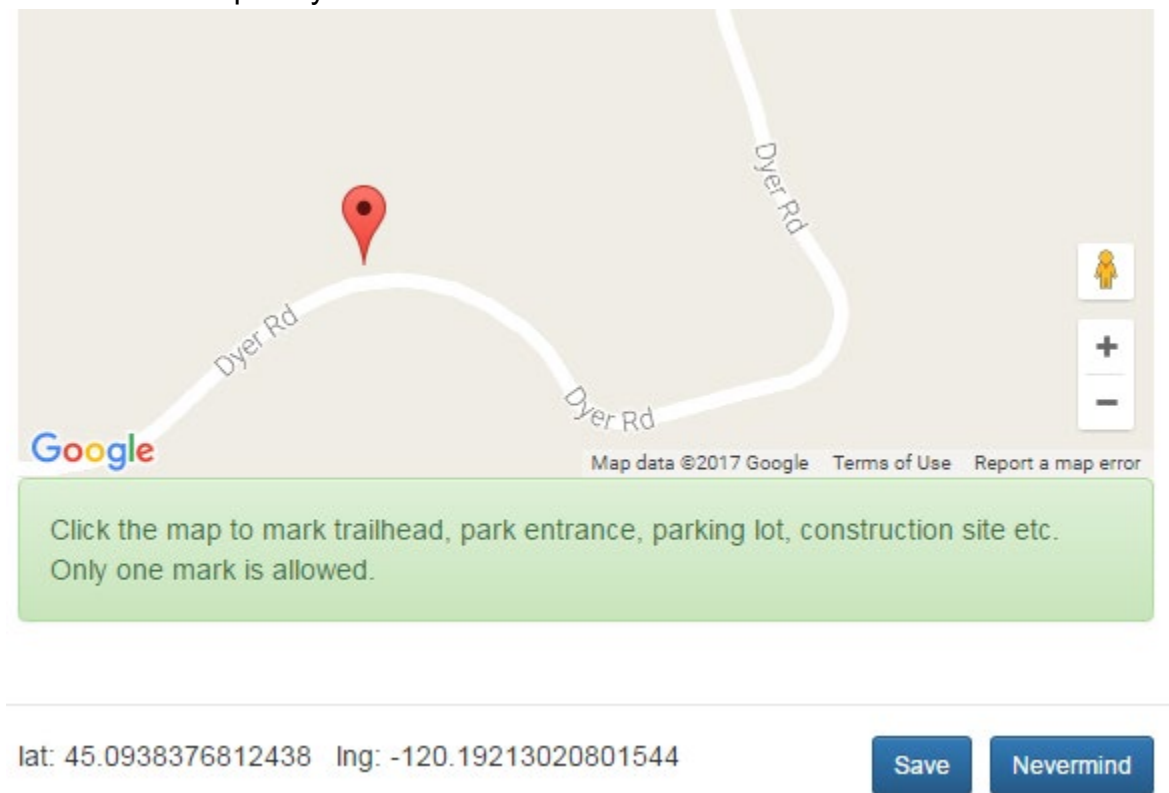 Dyer Rd
Dyer Rd
Dyer Rd
Google
Map data ©2017 Google Terms of Use Report a map error
Click the map to mark trailhead, park entrance, parking lot, construction site etc.
Only one mark is allowed.
lat: 45.0938376812438 lng: -120.19213020801544
Save Nevermind